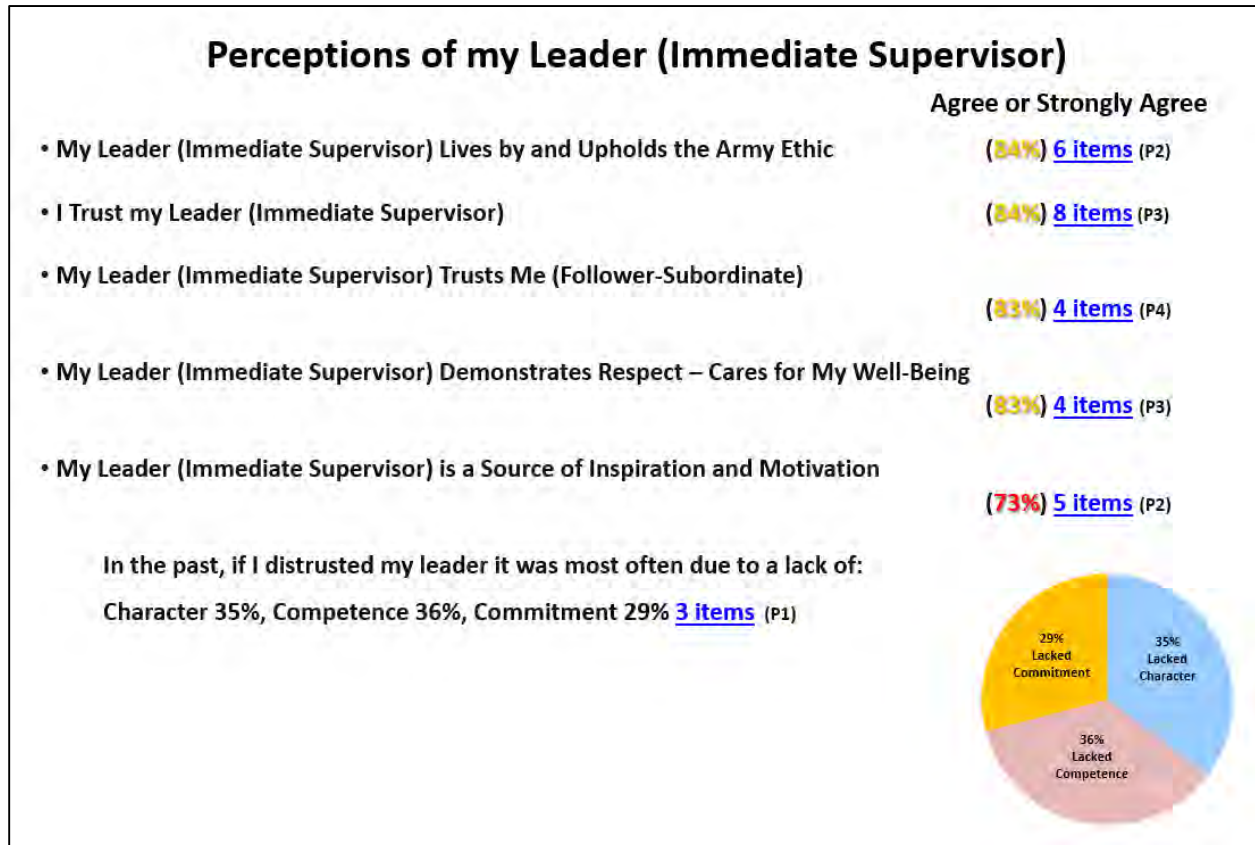 Perceptions of my Leader (Immediate Supervisor)
Agree or Strongly Agree
• My Leader (Immediate Supervisor) Lives by and Upholds the Army Ethic (84%) 6 items (P2)
• I Trust my Leader (Immediate Supervisor) (84%) 8 items (P3)
• My Leader (Immediate Supervisor) Trusts Me (Follower-Subordinate)
(83%) 4 items (P4)
• My Leader (Immediate Supervisor) Demonstrates Respect – Cares for My Well-Being
(83%) 4 items (P3)
• My Leader (Immediate Supervisor) is a Source of Inspiration and Motivation
(73%) 5 items (P2)
In the past, if I distrusted my leader it was most often due to a lack of:
Character 35%, Competence 36%, Commitment 29% 3 items (P1)
29%
Lacked
Commitment
35%
Lacked
Character
36%
Lacked
Competence